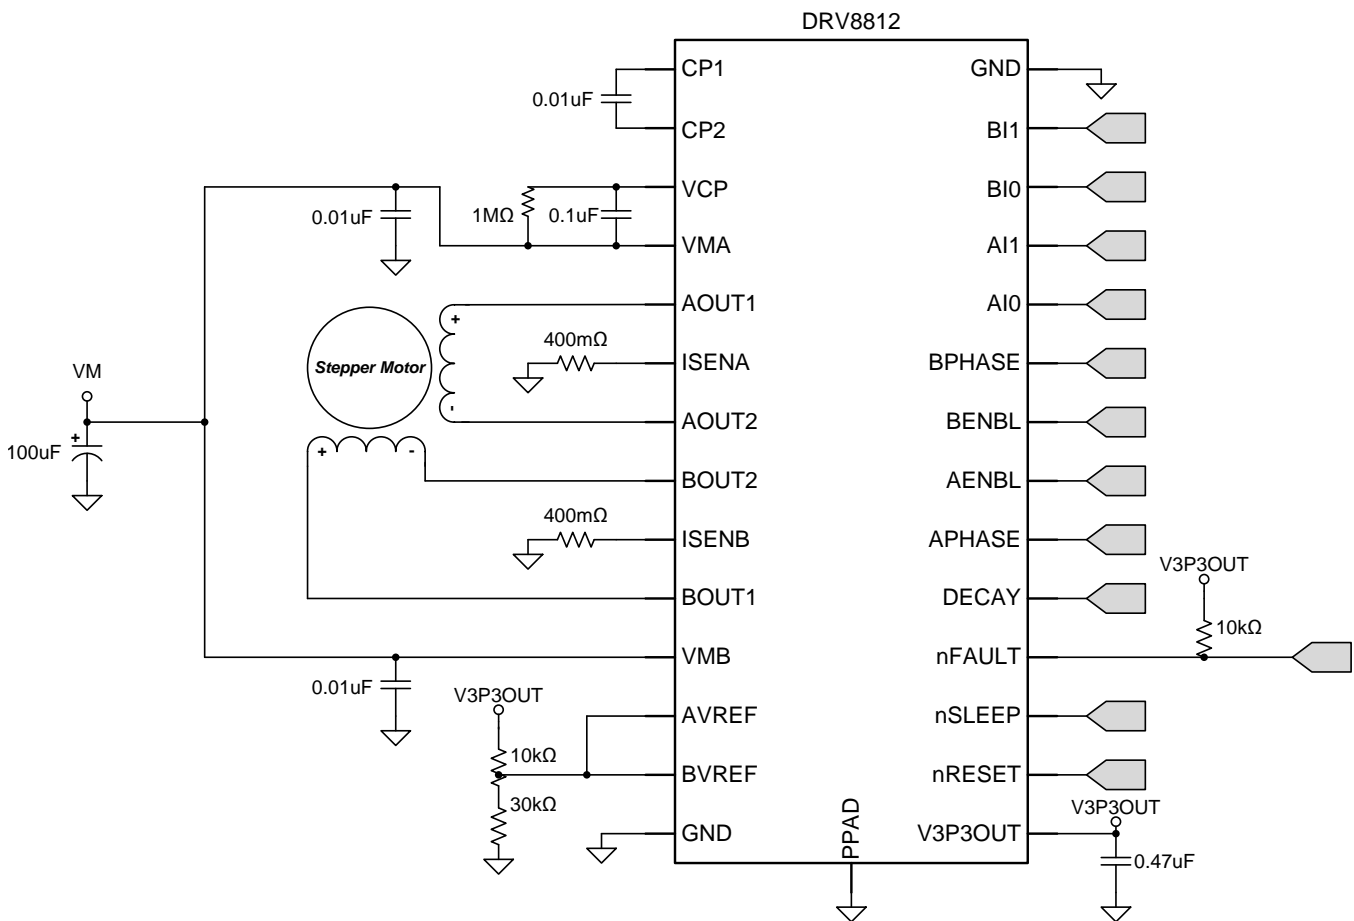 DRV8812
CP1
GND
0.01uF
CP2
BI1
VCP
BI0
0.01uF
1MΩ
0.1uF
VMA
AI1
AOUT1
AI0
+
400mΩ
Stepper Motor
ISENA
BPHASE
VM
-
AOUT2
BENBL
+
100uF
+
-
BOUT2
AENBL
400mΩ
ISENB
APHASE
V3P3OUT
BOUT1
DECAY
10kΩ
VMB
nFAULT
0.01uF
V3P3OUT
AVREF
nSLEEP
10kΩ
BVREF
nRESET
30kΩ
V3P3OUT
GND
PPAD
V3P3OUT
0.47uF